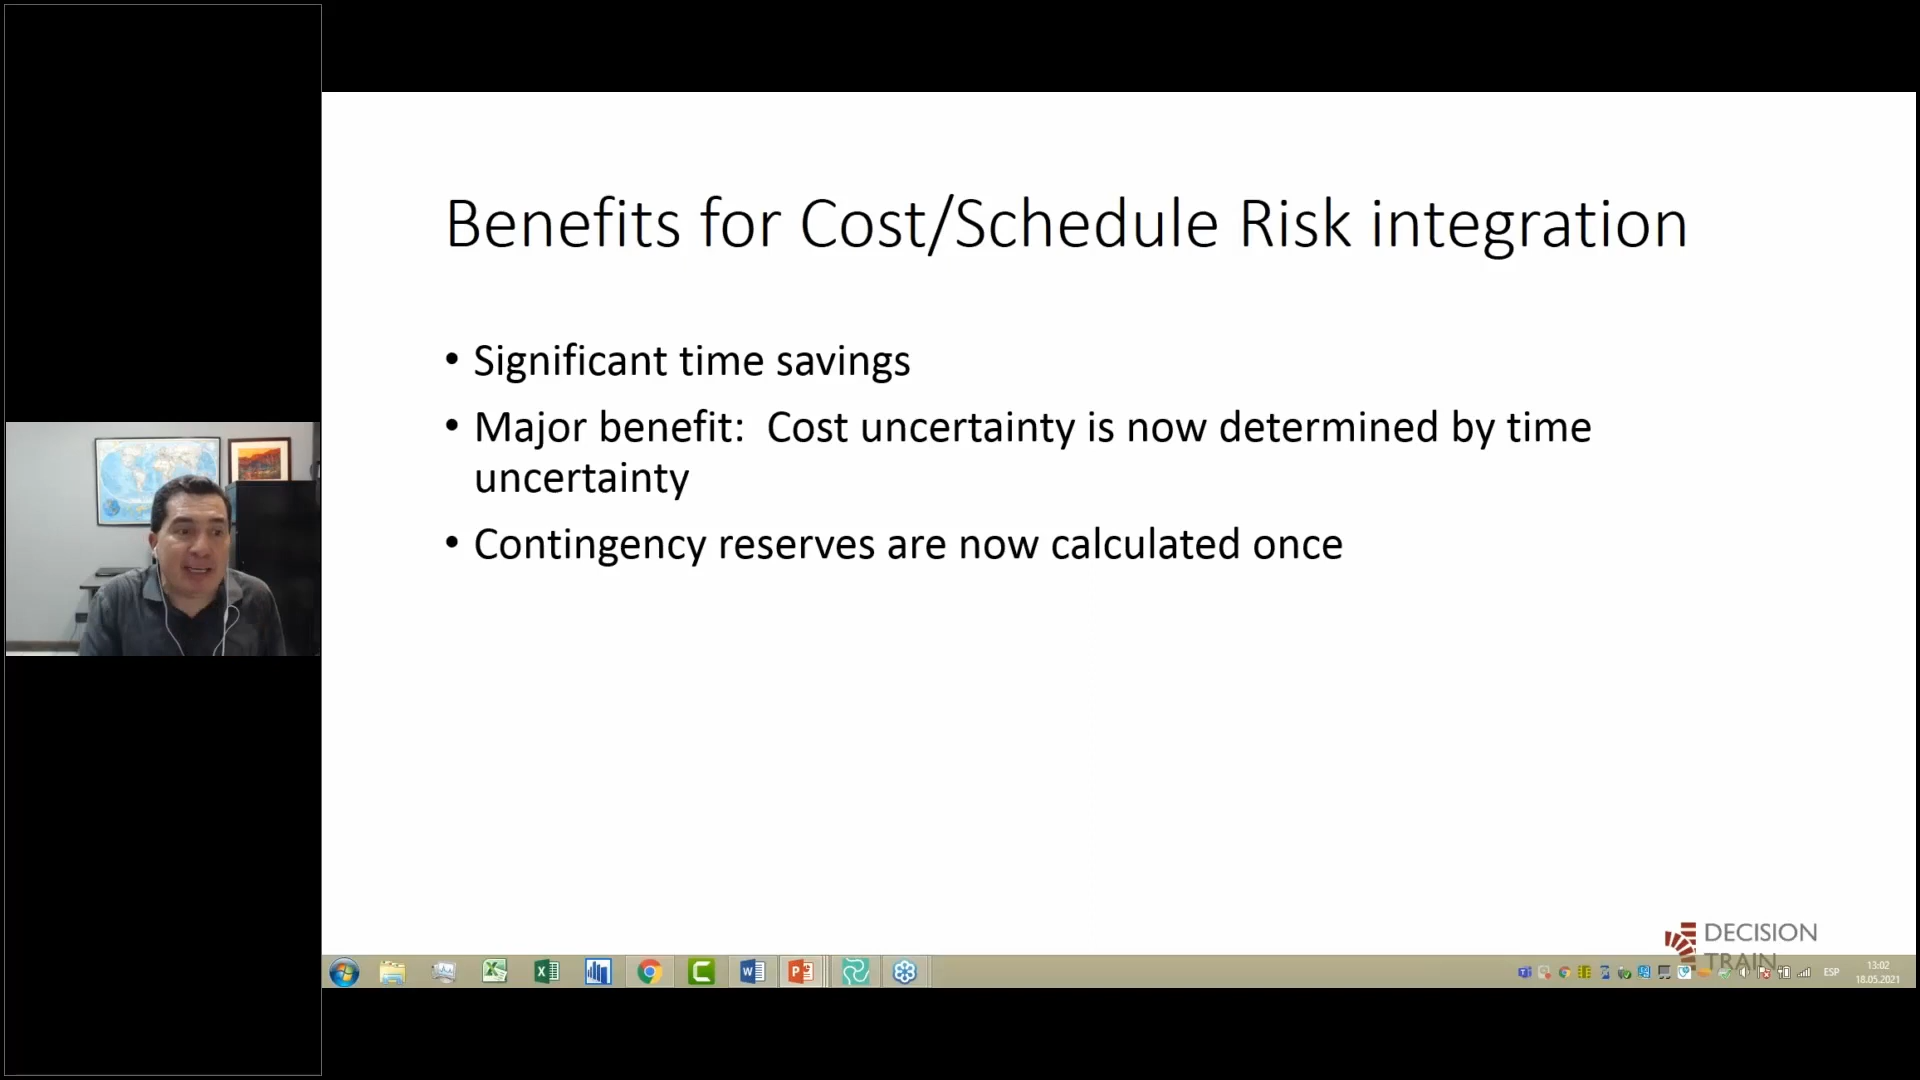 Benefits for Cost/Schedule Risk integration
• Significant time savings
• Major benefit:  Cost uncertainty is now determined by time
uncertainty
• Contingency reserves are now calculated once
DECISION
TRAIN
ESP
13:02
18.05.2021